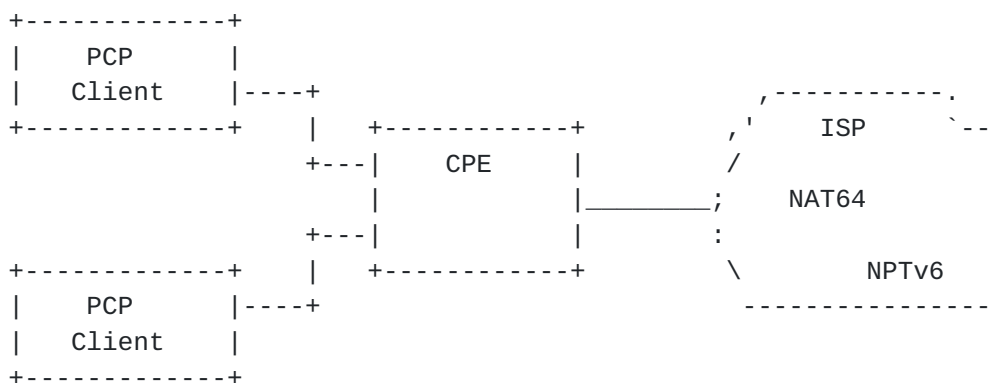 PCP
Client
ISP
CPE
NAT64
NPTv6
PCP
Client